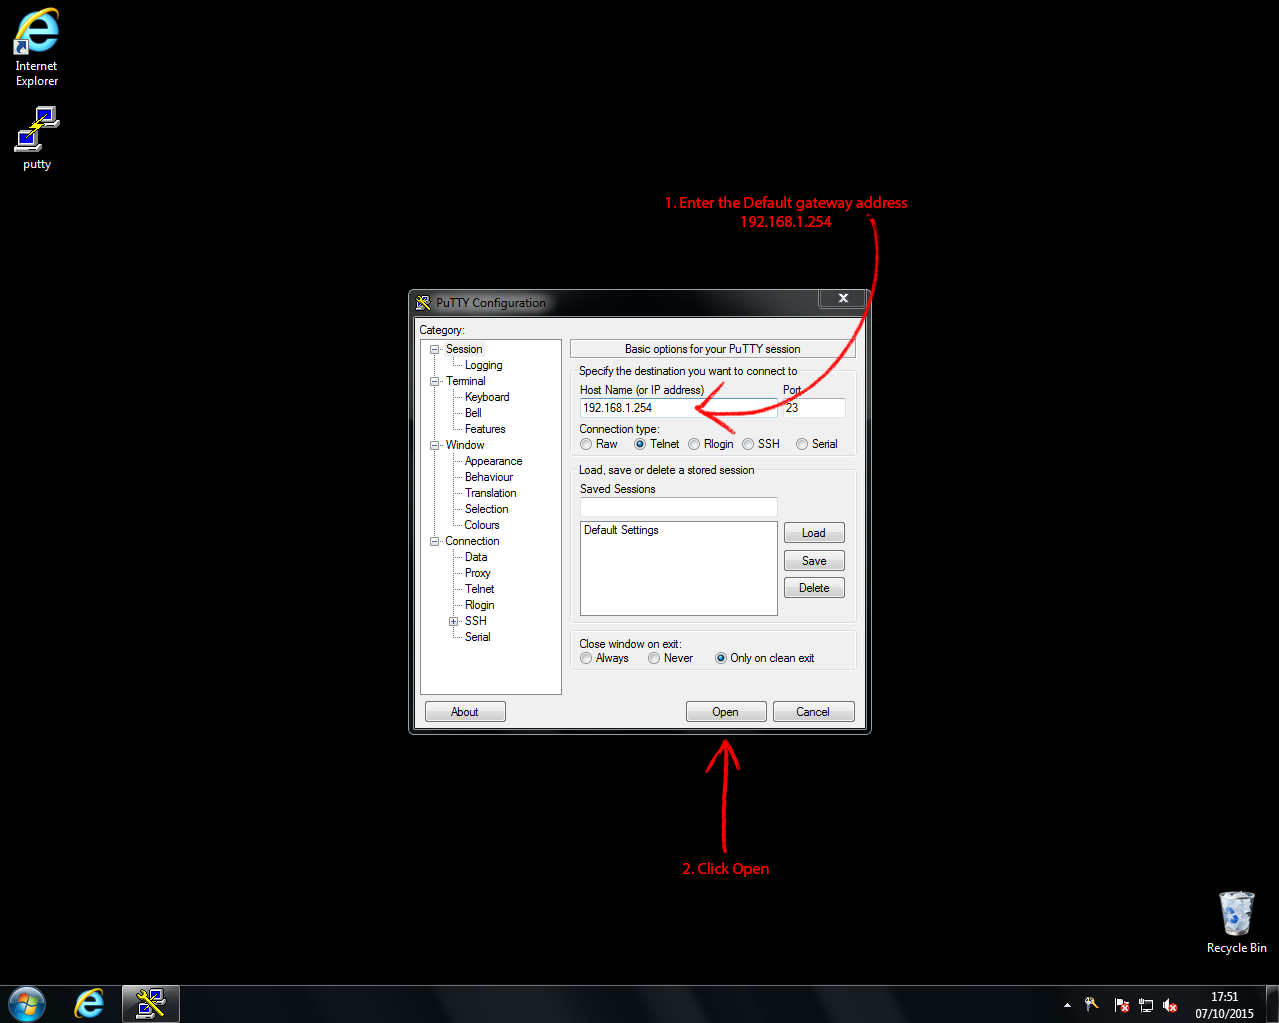 Internet
Explorer
putty
1. Enter the Default gateway address
192.168.1.254
PuTTY Configuration
Category:
Session
Logging
Terminal
Keyboard
Bell
Features
Window
Appearance
Behaviour
Translation
Selection
Colours
Connection
Data
Proxy
Telnet
Rlogin
SSH
Serial
Basic options for your PuTTY session
Specify the destination you want to connect to
Host Name (or IP address) Port
192.168.1.254 23
Connection type:
Raw Telnet Rlogin SSH Serial
Load, save or delete a stored session
Saved Sessions
Default Settings
Load
Save
Delete
Close window on exit:
Always Never Only on clean exit
About Open Cancel
2. Click Open
Recycle Bin
17:51
07/10/2015